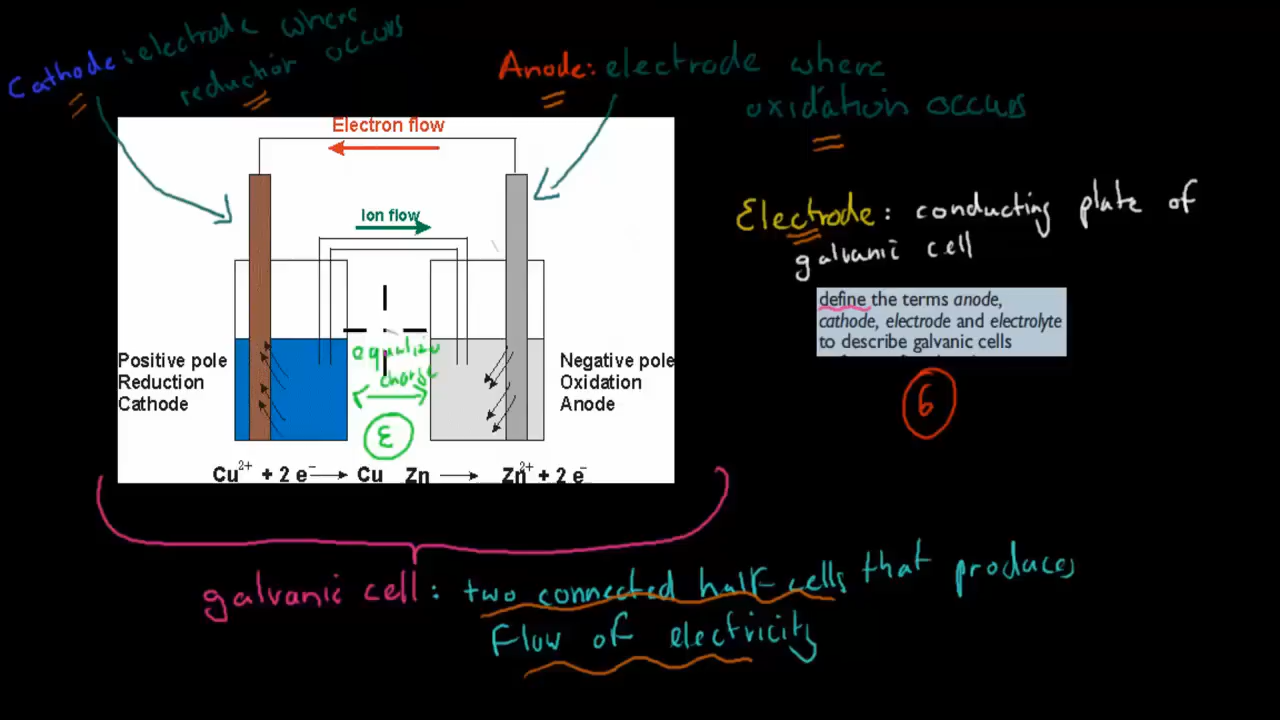 Cathode: electrode where
reduction occurs
Anode: electrode where
oxidation occurs
Electron flow
Ion flow
Electrode: conducting plate of
galvanic cell
define the terms anode,
cathode, electrode and electrolyte
to describe galvanic cells
6
equalize
charge
E
Positive pole
Reduction
Cathode
Negative pole
Oxidation
Anode
Cu2+ + 2 e- → Cu Zn → Zn2+ + 2 e-
galvanic cell: two connected half cells that produces
flow of electricity